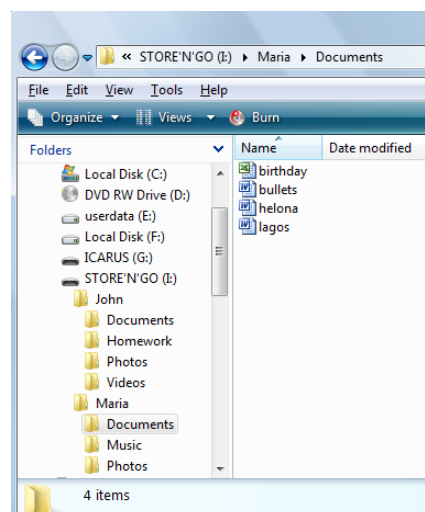 « STORE'N'GO (I:) ▸ Maria ▸ Documents
File Edit View Tools Help
Organize Views Burn
Folders
Name Date modified
Local Disk (C:)
DVD RW Drive (D:)
userdata (E:)
Local Disk (F:)
ICARUS (G:)
STORE'N'GO (I:)
John
Documents
Homework
Photos
Videos
Maria
Documents
Music
Photos
birthday
bullets
helona
lagos
4 items